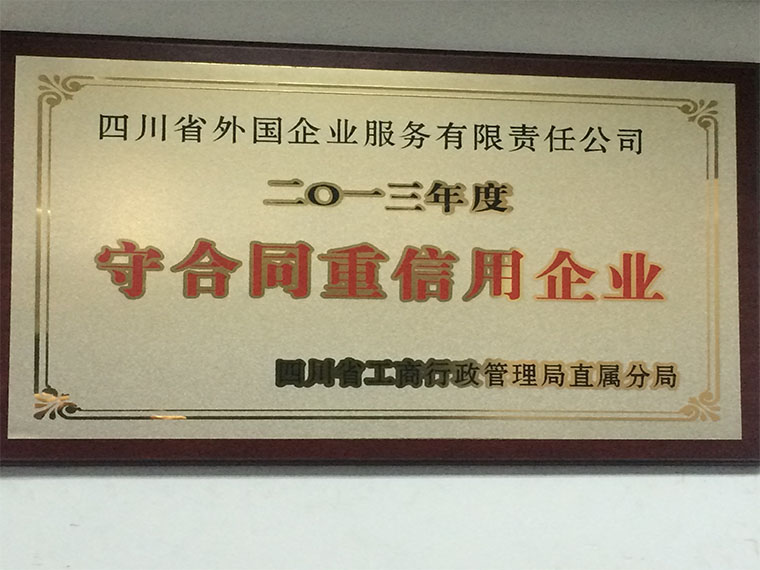 四川省外国企业服务有限责任公司
二〇一三年度
守合同重信用企业
四川省工商行政管理局直属分局